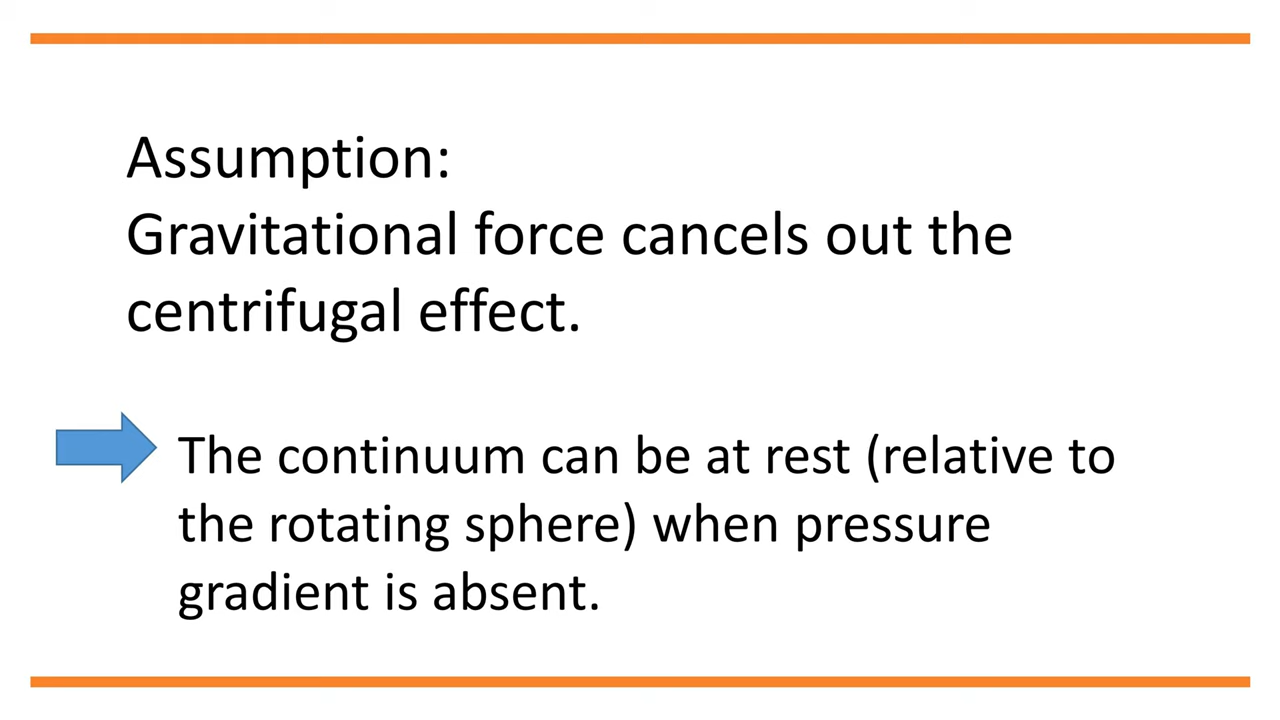 Assumption:
Gravitational force cancels out the
centrifugal effect.
The continuum can be at rest (relative to
the rotating sphere) when pressure
gradient is absent.